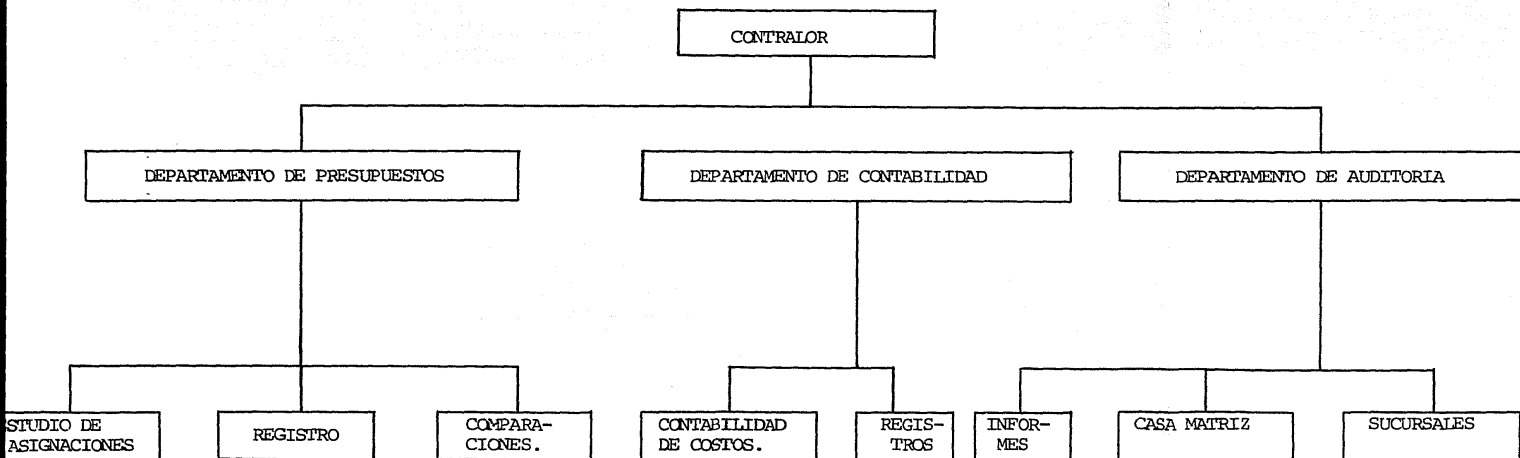 CONTRALOR
DEPARTAMENTO DE PRESUPUESTOS
DEPARTAMENTO DE CONTABILIDAD
DEPARTAMENTO DE AUDITORIA
STUDIO DE
ASIGNACIONES
REGISTRO
COMPARA-
CIONES.
CONTABILIDAD
DE COSTOS.
REGIS-
TROS
INFOR-
MES
CASA MATRIZ
SUCURSALES